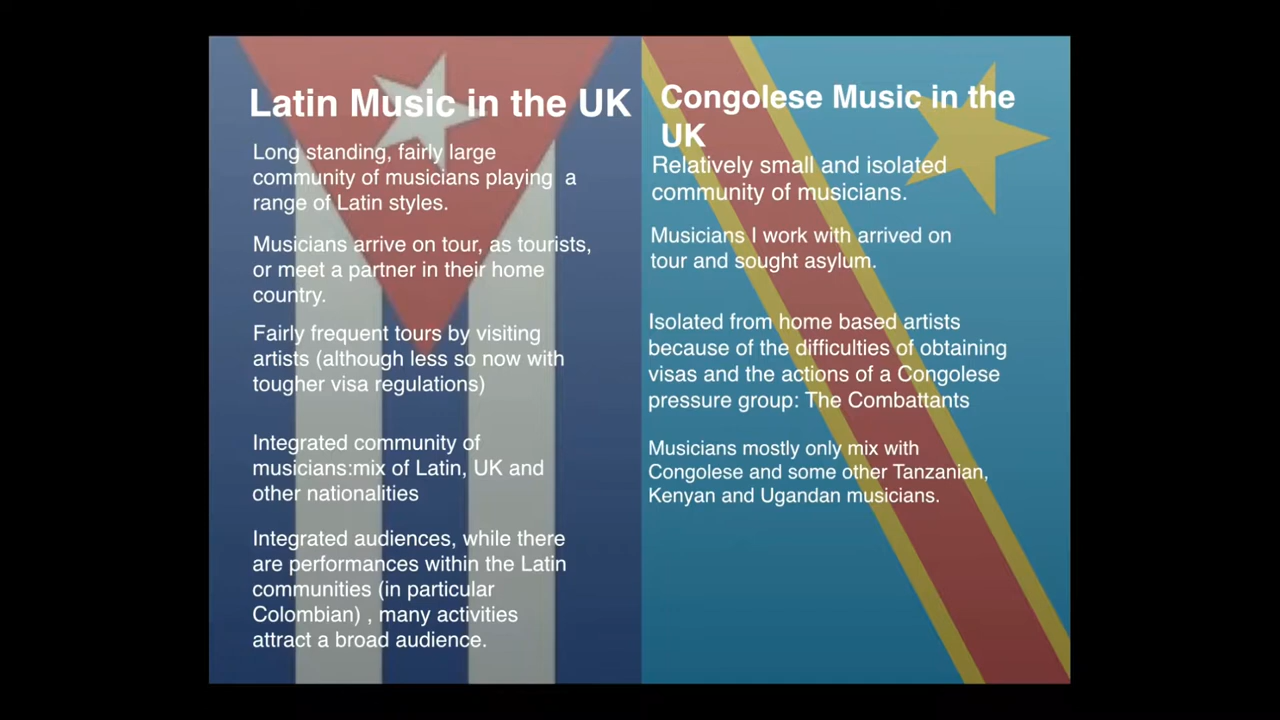 Latin Music in the UK
Long standing, fairly large
community of musicians playing  a
range of Latin styles.
Musicians arrive on tour, as tourists,
or meet a partner in their home
country.
Fairly frequent tours by visiting
artists (although less so now with
tougher visa regulations)
Integrated community of
musicians:mix of Latin, UK and
other nationalities
Integrated audiences, while there
are performances within the Latin
communities (in particular
Colombian) , many activities
attract a broad audience.
Congolese Music in the
UK
Relatively small and isolated
community of musicians.
Musicians I work with arrived on
tour and sought asylum.
Isolated from home based artists
because of the difficulties of obtaining
visas and the actions of a Congolese
pressure group: The Combattants
Musicians mostly only mix with
Congolese and some other Tanzanian,
Kenyan and Ugandan musicians.